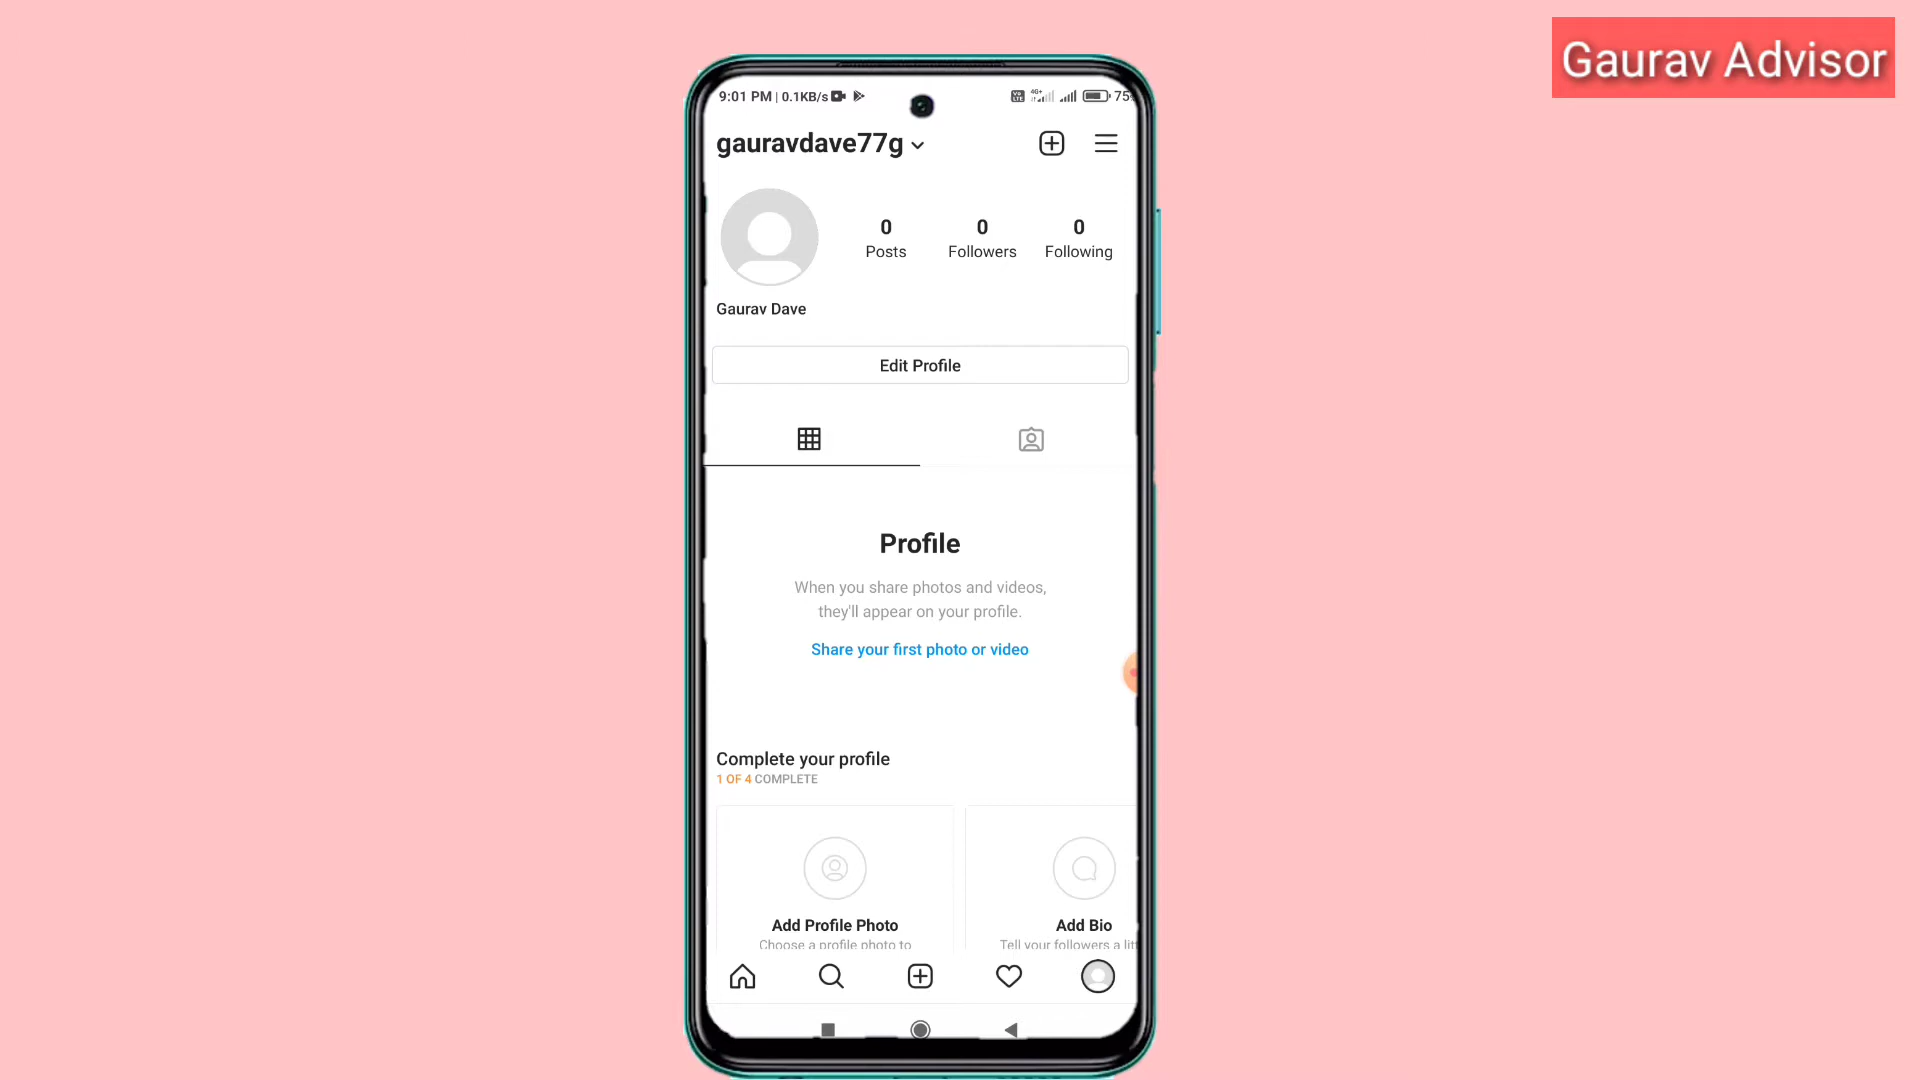 Gaurav Advisor
9:01 PM | 0.1KB/s
4G+
75%
gauravdave77g
0
Posts
0
Followers
0
Following
Gaurav Dave
Edit Profile
Profile
When you share photos and videos,
they'll appear on your profile.
Share your first photo or video
Complete your profile
1 OF 4 COMPLETE
Add Profile Photo
Choose a profile photo to
Add Bio
Tell your followers a